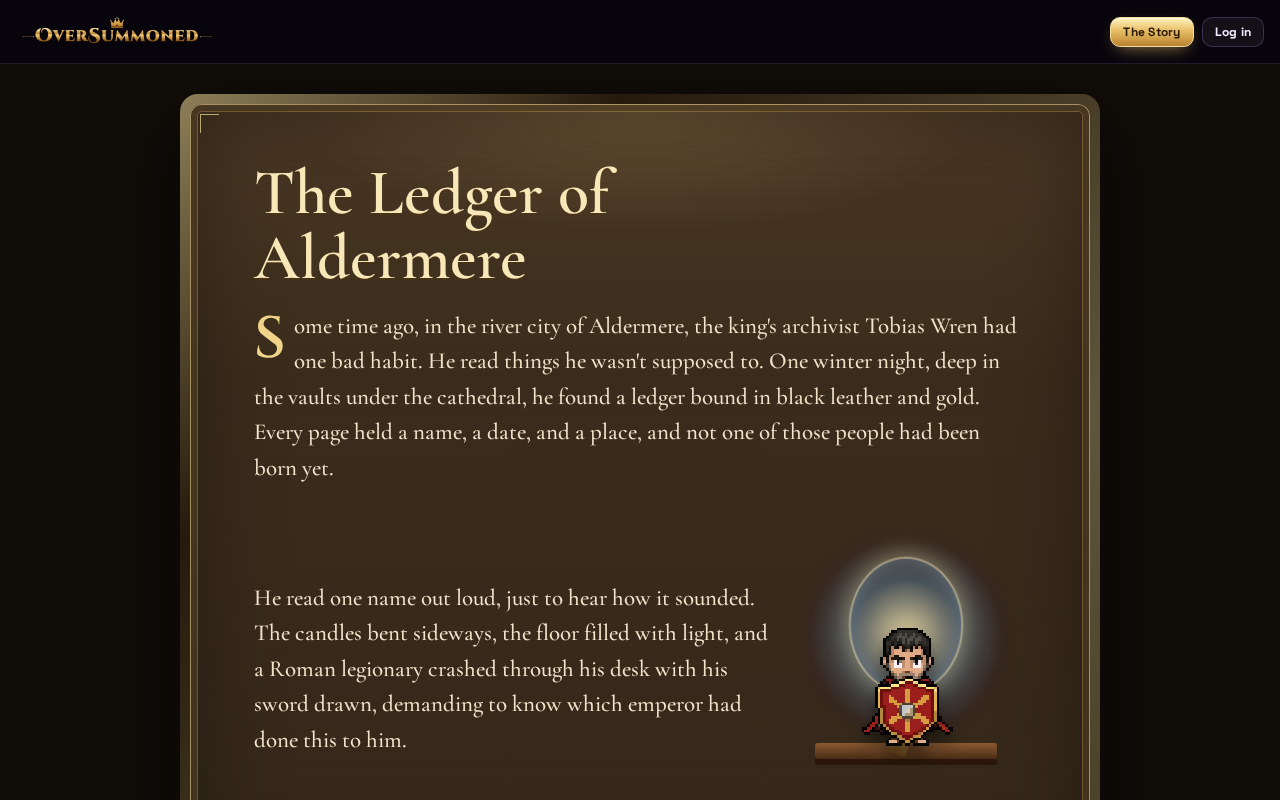 OVERSUMMONED
The Story
Log in
The Ledger of
Aldermere
Some time ago, in the river city of Aldermere, the king's archivist Tobias Wren had
one bad habit. He read things he wasn't supposed to. One winter night, deep in
the vaults under the cathedral, he found a ledger bound in black leather and gold.
Every page held a name, a date, and a place, and not one of those people had been
born yet.
He read one name out loud, just to hear how it sounded.
The candles bent sideways, the floor filled with light, and
a Roman legionary crashed through his desk with his
sword drawn, demanding to know which emperor had
done this to him.